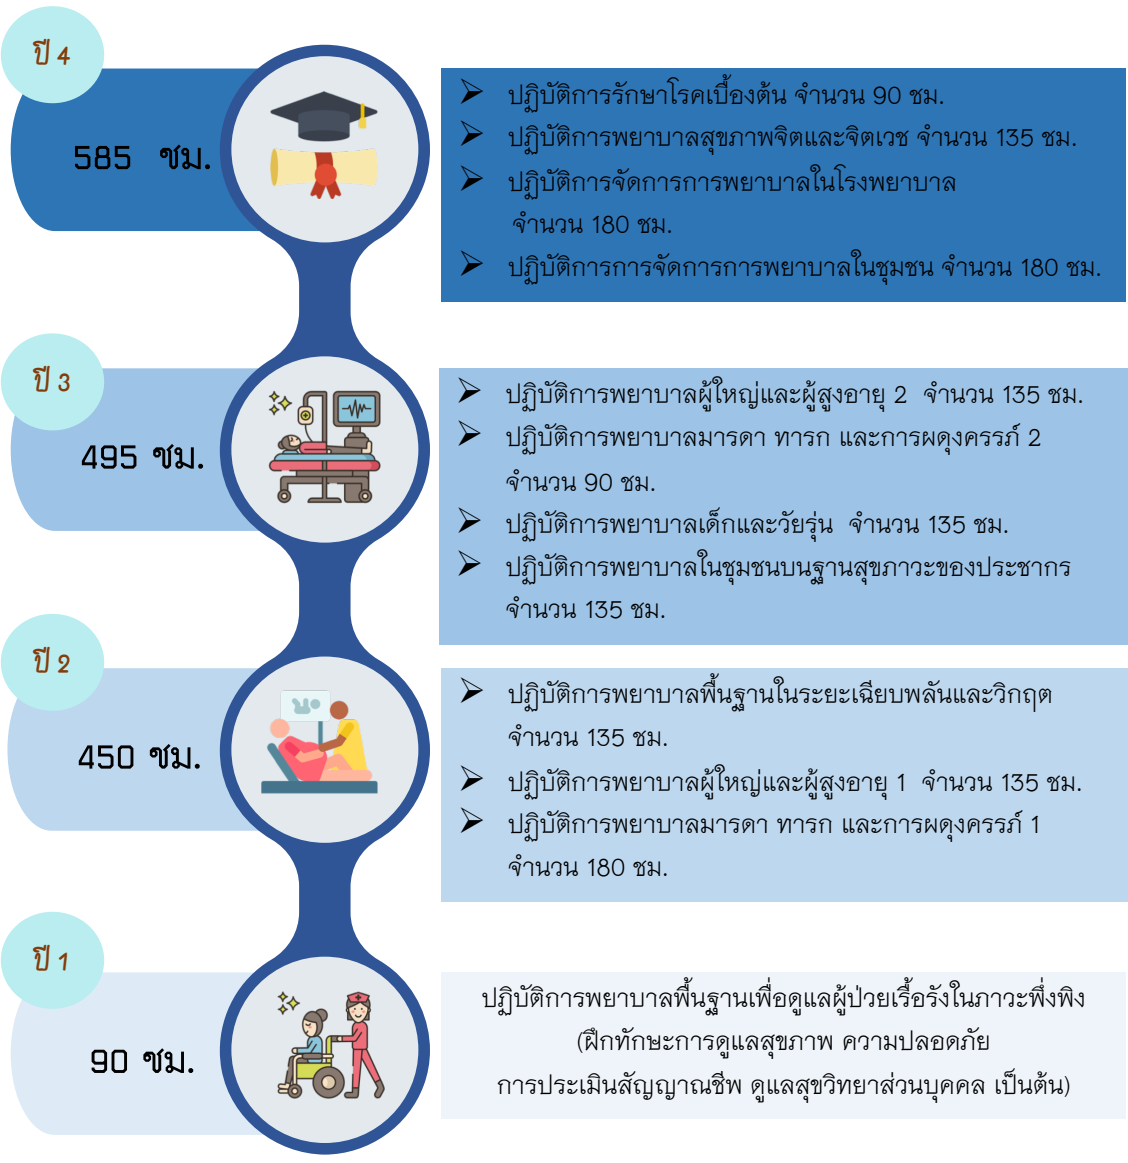 ปี 4
585 ชม.
➢ ปฏิบัติการรักษาโรคเบื้องต้น จำนวน 90 ชม.
➢ ปฏิบัติการพยาบาลสุขภาพจิตและจิตเวช จำนวน 135 ชม.
➢ ปฏิบัติการจัดการการพยาบาลในโรงพยาบาล
จำนวน 180 ชม.
➢ ปฏิบัติการการจัดการการพยาบาลในชุมชน จำนวน 180 ชม.
ปี 3
495 ชม.
➢ ปฏิบัติการพยาบาลผู้ใหญ่และผู้สูงอายุ 2 จำนวน 135 ชม.
➢ ปฏิบัติการพยาบาลมารดา ทารก และการผดุงครรภ์ 2
จำนวน 90 ชม.
➢ ปฏิบัติการพยาบาลเด็กและวัยรุ่น จำนวน 135 ชม.
➢ ปฏิบัติการพยาบาลในชุมชนบนฐานสุขภาวะของประชากร
จำนวน 135 ชม.
ปี 2
450 ชม.
➢ ปฏิบัติการพยาบาลพื้นฐานในระยะเฉียบพลันและวิกฤต
จำนวน 135 ชม.
➢ ปฏิบัติการพยาบาลผู้ใหญ่และผู้สูงอายุ 1 จำนวน 135 ชม.
➢ ปฏิบัติการพยาบาลมารดา ทารก และการผดุงครรภ์ 1
จำนวน 180 ชม.
ปี 1
90 ชม.
ปฏิบัติการพยาบาลพื้นฐานเพื่อดูแลผู้ป่วยเรื้อรังในภาวะพึ่งพิง
(ฝึกทักษะการดูแลสุขภาพ ความปลอดภัย
การประเมินสัญญาณชีพ ดูแลสุขวิทยาส่วนบุคคล เป็นต้น)